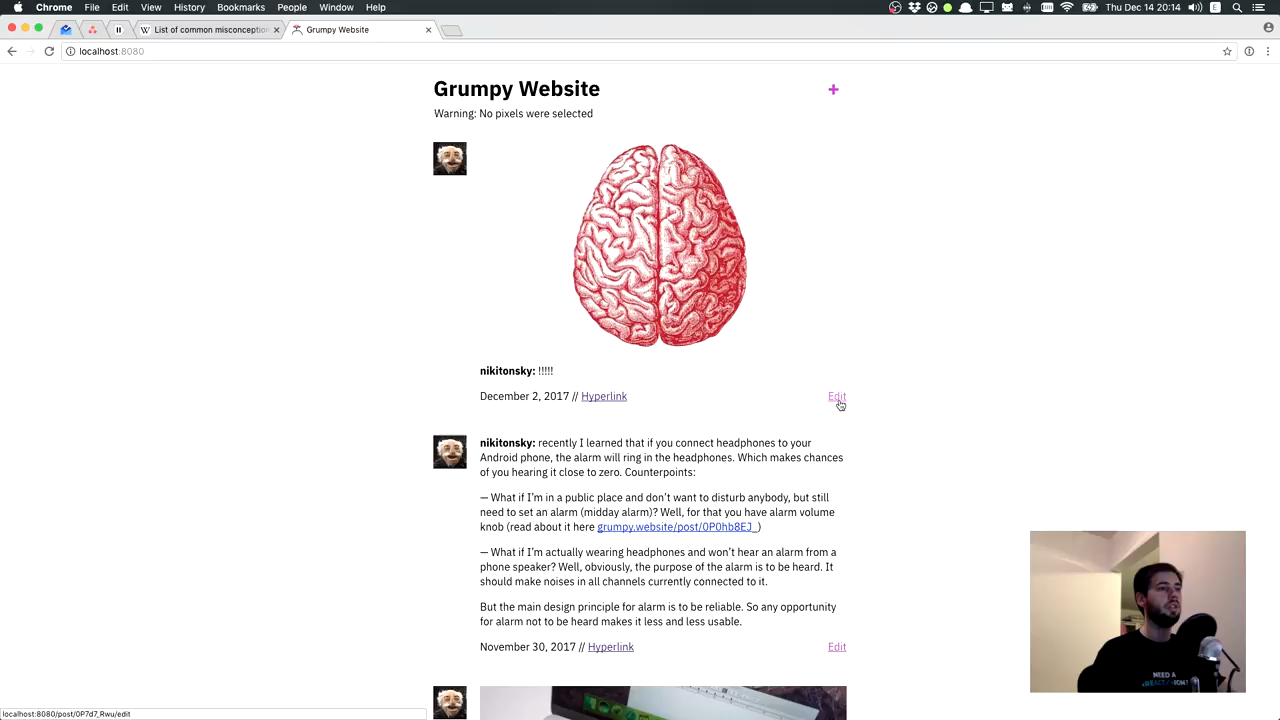 Chrome File Edit View History Bookmarks People Window Help
Thu Dec 14 20:14
List of common misconception
Grumpy Website
localhost:8080
Grumpy Website
+
Warning: No pixels were selected
nikitonsky: !!!!!
December 2, 2017 // Hyperlink
Edit
nikitonsky: recently I learned that if you connect headphones to your
Android phone, the alarm will ring in the headphones. Which makes chances
of you hearing it close to zero. Counterpoints:
— What if I'm in a public place and don't want to disturb anybody, but still
need to set an alarm (midday alarm)? Well, for that you have alarm volume
knob (read about it here grumpy.website/post/0P0hb8EJ_)
— What if I'm actually wearing headphones and won't hear an alarm from a
phone speaker? Well, obviously, the purpose of the alarm is to be heard. It
should make noises in all channels currently connected to it.
But the main design principle for alarm is to be reliable. So any opportunity
for alarm not to be heard makes it less and less usable.
November 30, 2017 // Hyperlink
Edit
NEED A
localhost:8080/post/0P7d7_Rwu/edit